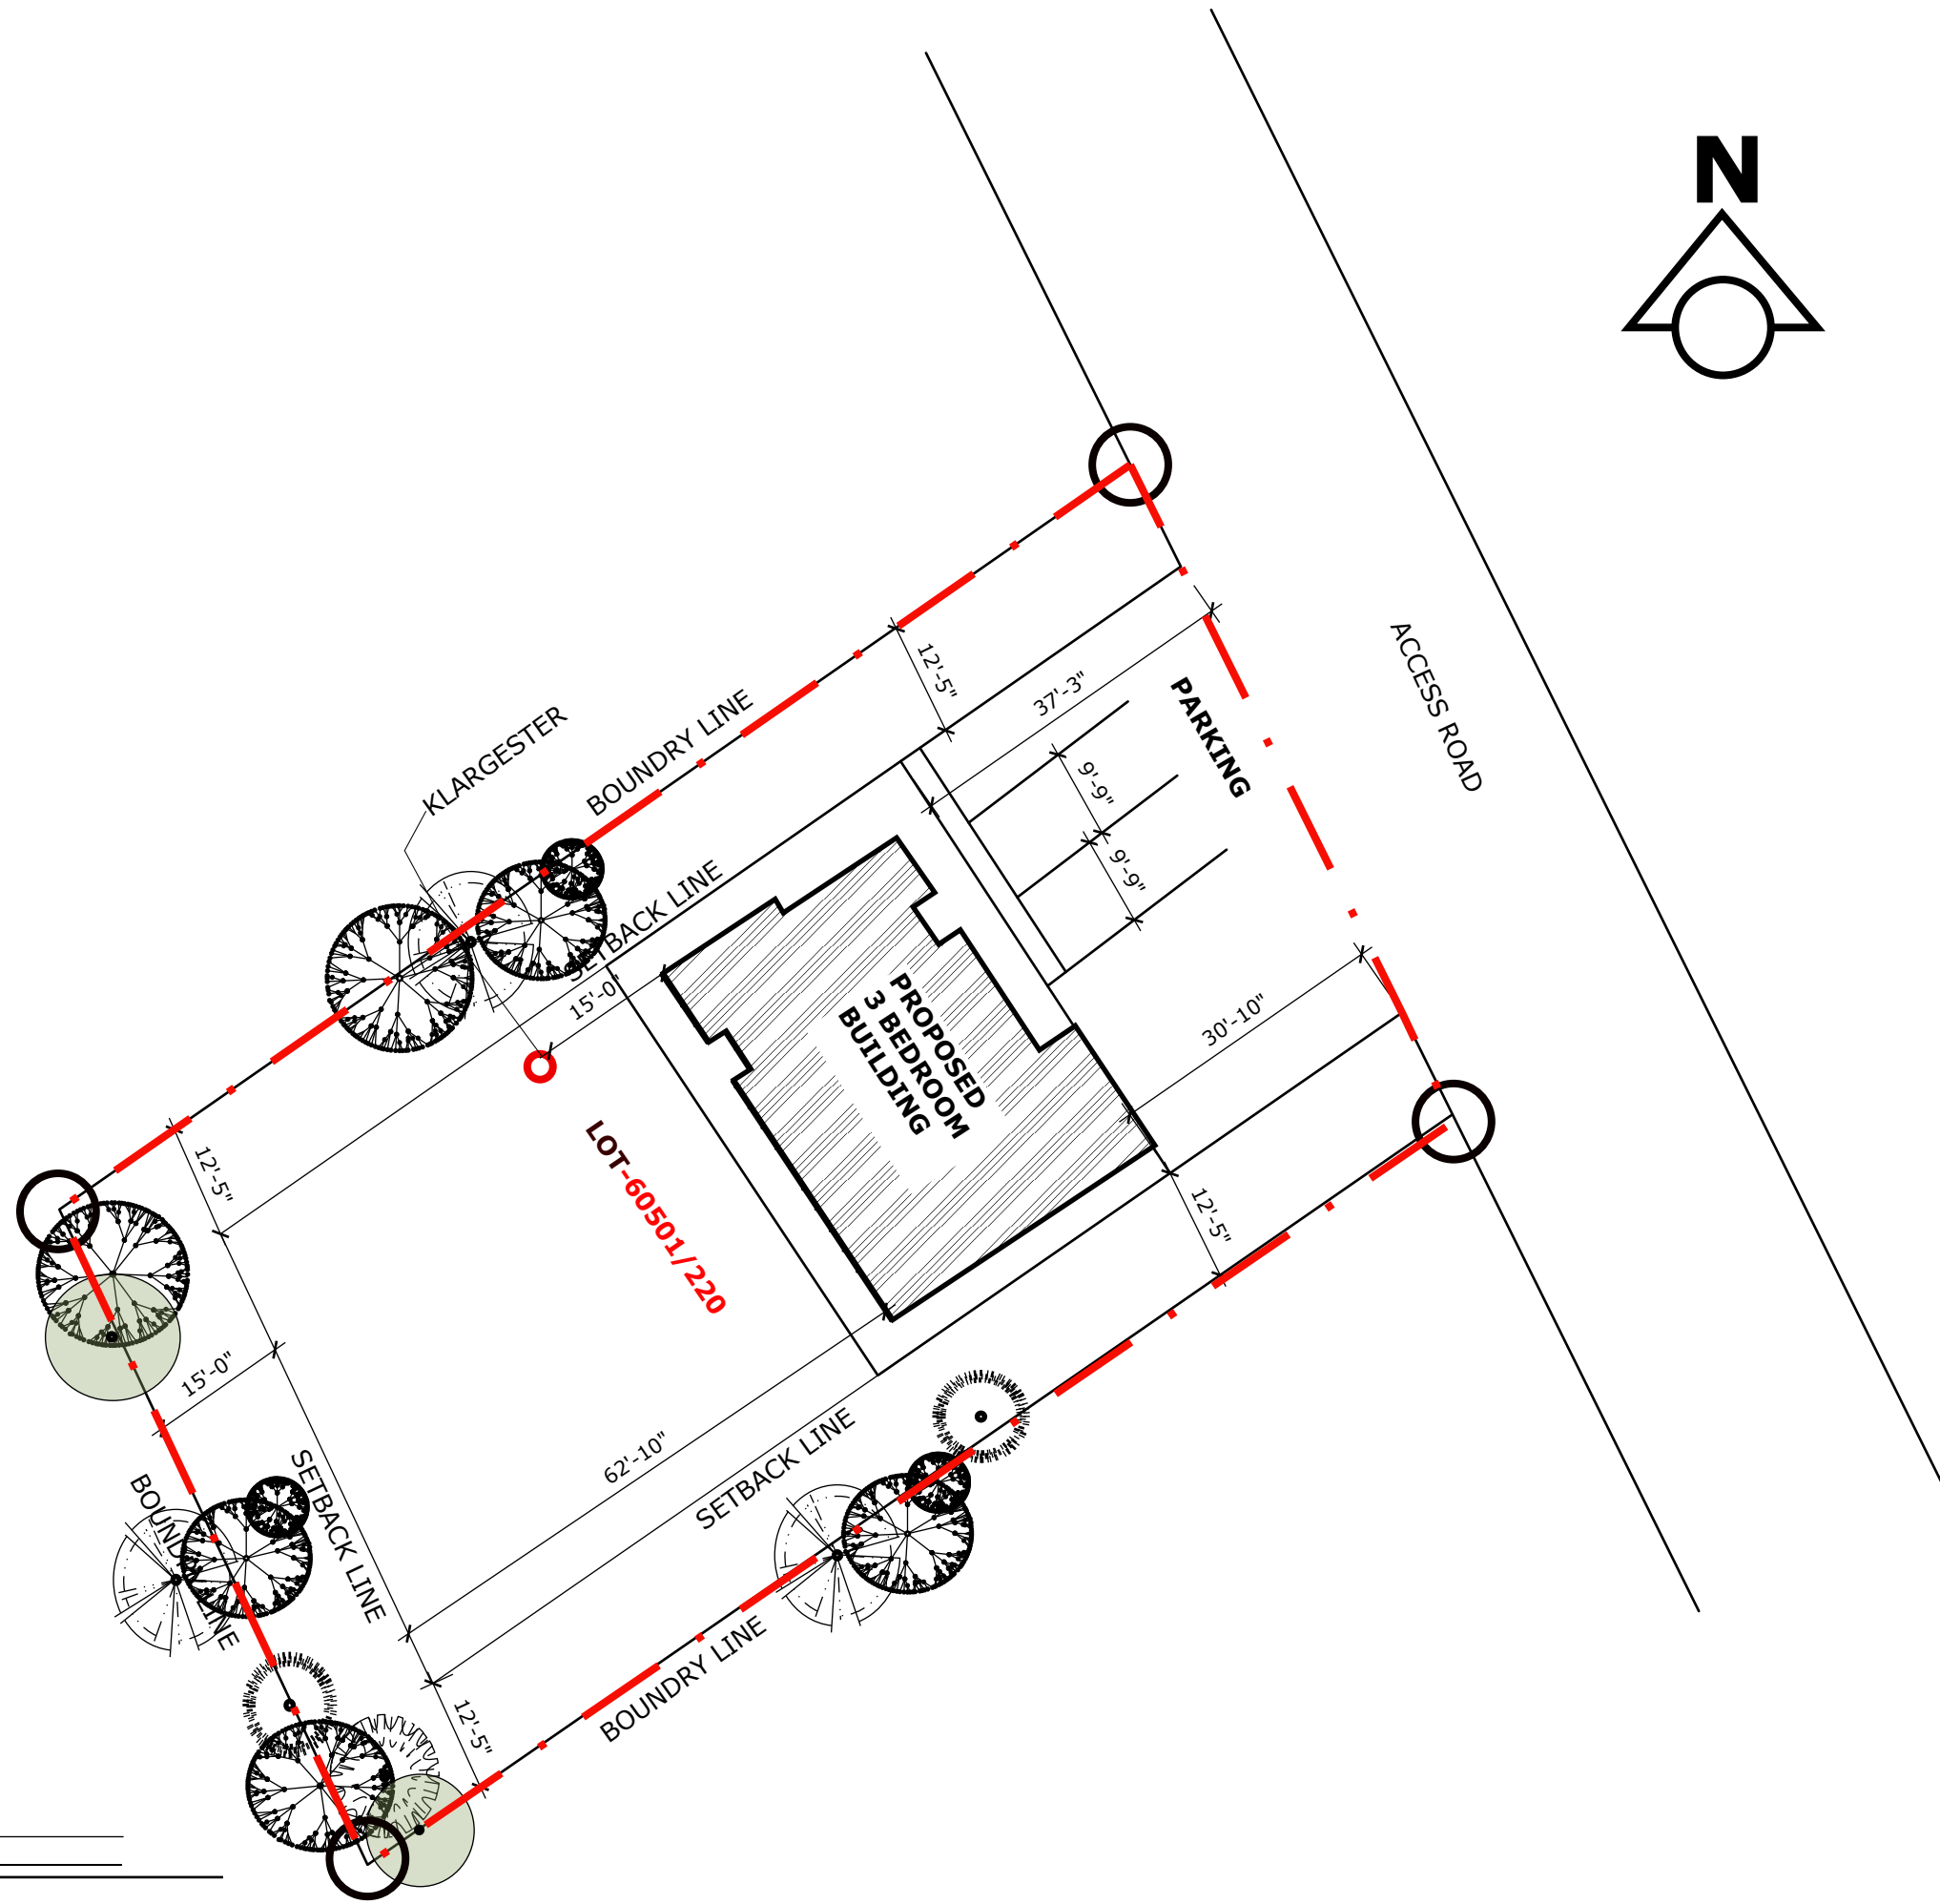 N
12'-5"
37'-3"
PARKING
ACCESS ROAD
KLARGESTER
BOUNDRY LINE
9'-9"
9'-9"
SETBACK LINE
15'-0"
PROPOSED
3 BEDROOM
BUILDING
30'-10"
12'-5"
LOT-60501/220
12'-5"
15'-0"
SETBACK LINE
BOUNDRY LINE
62'-10"
SETBACK LINE
BOUNDRY LINE
12'-5"